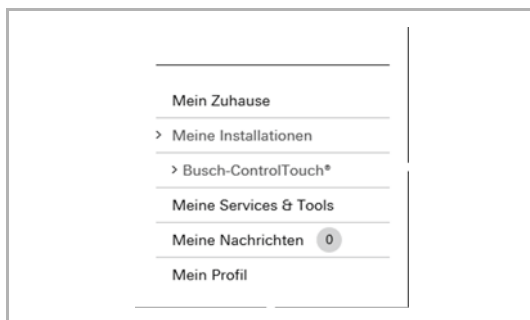 Mein Zuhause
> Meine Installationen
> Busch-ControlTouch®
Meine Services & Tools
Meine Nachrichten 0
Mein Profil